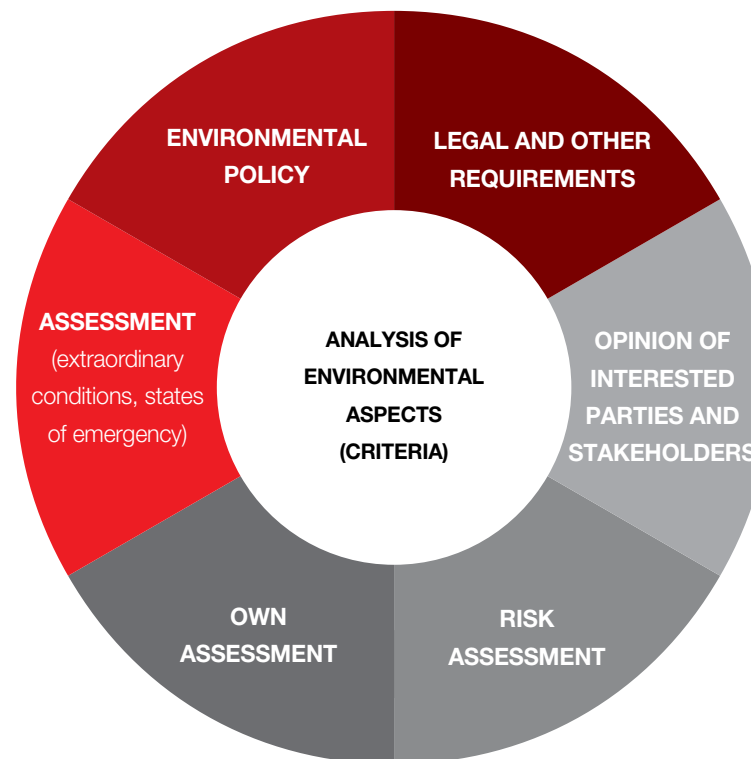 ENVIRONMENTAL
POLICY
LEGAL AND OTHER
REQUIREMENTS
ASSESSMENT
(extraordinary
conditions, states
of emergency)
ANALYSIS OF
ENVIRONMENTAL
ASPECTS
(CRITERIA)
OPINION OF
INTERESTED
PARTIES AND
STAKEHOLDERS
OWN
ASSESSMENT
RISK
ASSESSMENT